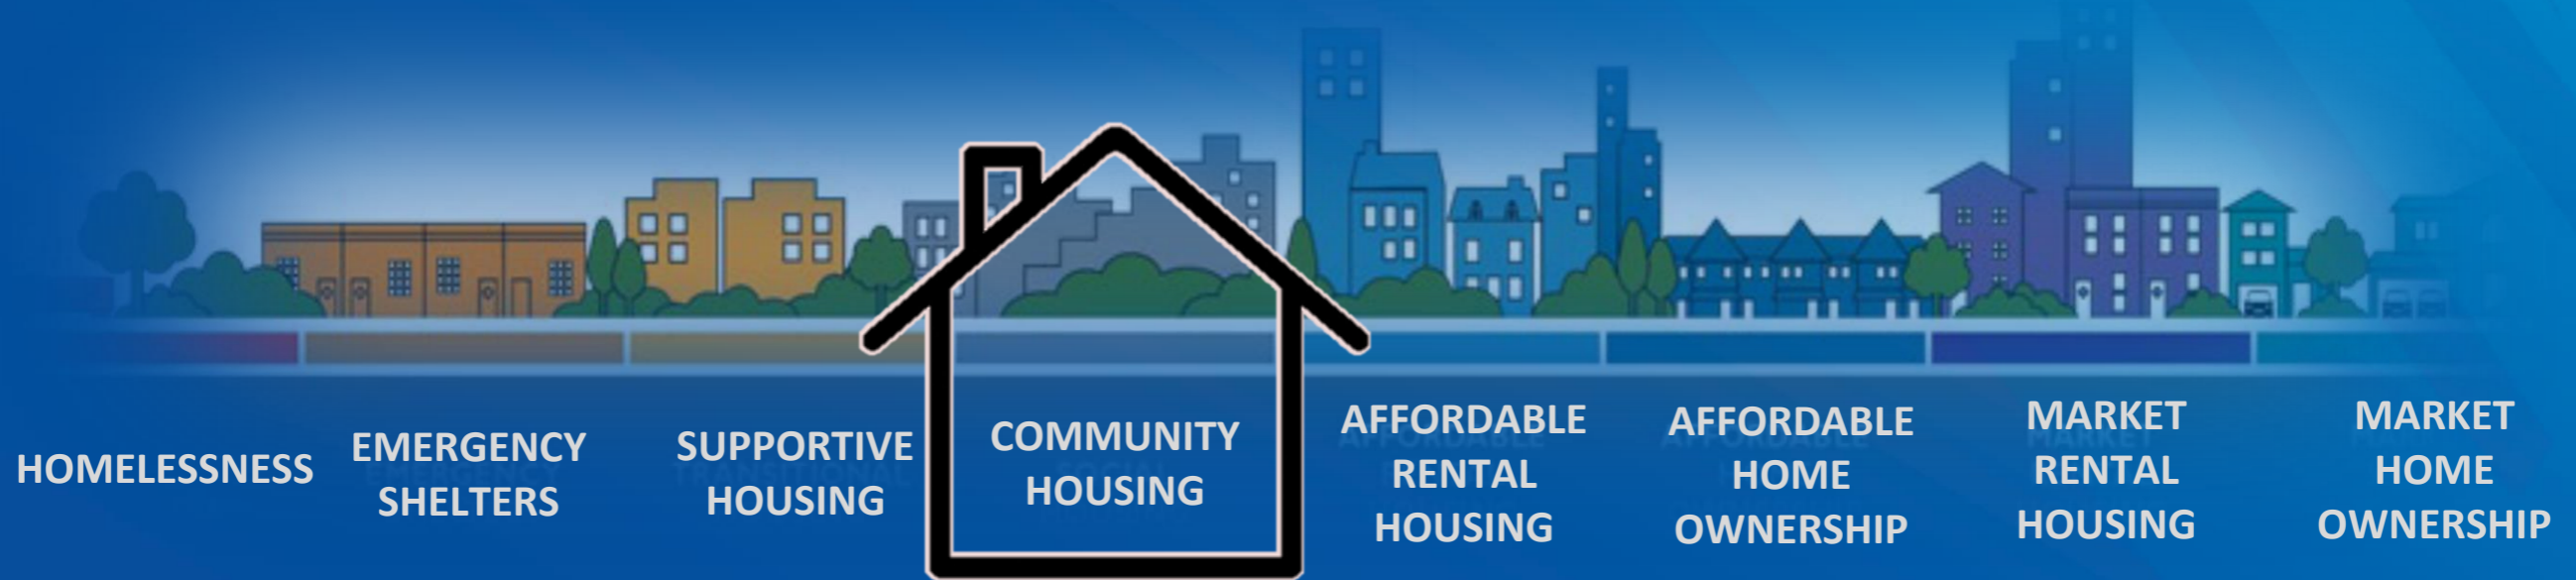 HOMELESSNESS
EMERGENCY
SHELTERS
SUPPORTIVE
HOUSING
COMMUNITY
HOUSING
AFFORDABLE
RENTAL
HOUSING
AFFORDABLE
HOME
OWNERSHIP
MARKET
RENTAL
HOUSING
MARKET
HOME
OWNERSHIP